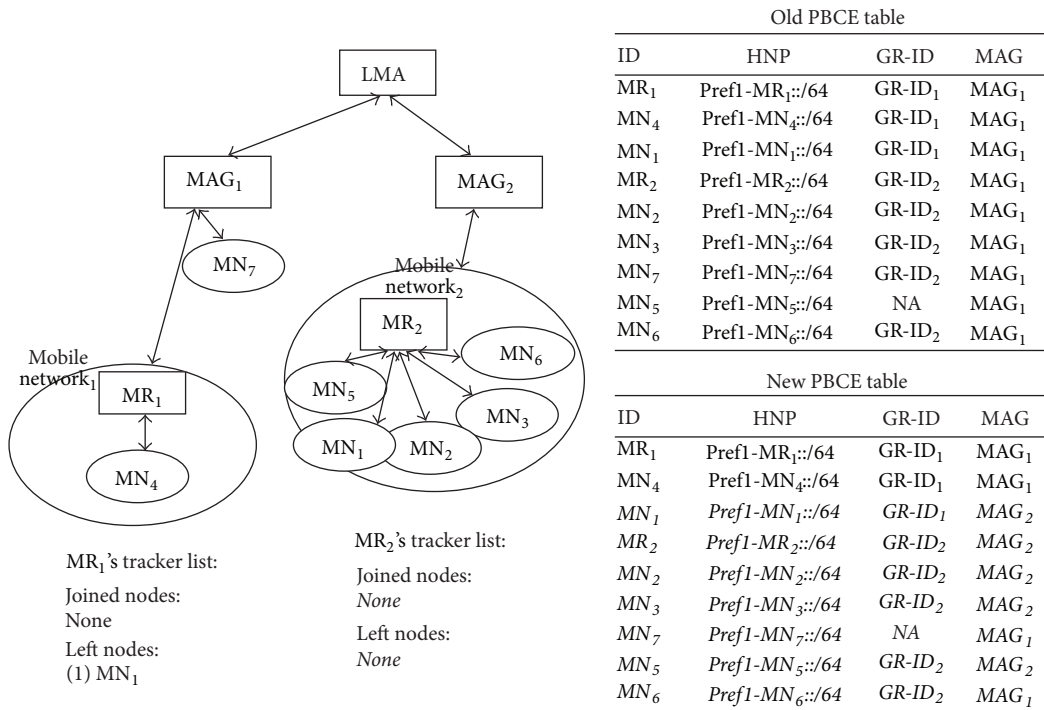 LMA
MAG₁
MAG₂
MN₇
Mobile
network₁
MR₁
MN₄
Mobile
network₂
MR₂
MN₆
MN₅
MN₃
MN₁
MN₂
MR₁'s tracker list:
Joined nodes:
None
Left nodes:
(1) MN₁
MR₂'s tracker list:
Joined nodes:
None
Left nodes:
None
Old PBCE table
ID HNP GR-ID MAG
MR₁ Pref1-MR₁::/64 GR-ID₁ MAG₁
MN₄ Pref1-MN₄::/64 GR-ID₁ MAG₁
MN₁ Pref1-MN₁::/64 GR-ID₁ MAG₁
MR₂ Pref1-MR₂::/64 GR-ID₂ MAG₁
MN₂ Pref1-MN₂::/64 GR-ID₂ MAG₁
MN₃ Pref1-MN₃::/64 GR-ID₂ MAG₁
MN₇ Pref1-MN₇::/64 GR-ID₂ MAG₁
MN₅ Pref1-MN₅::/64 NA MAG₁
MN₆ Pref1-MN₆::/64 GR-ID₂ MAG₁
New PBCE table
ID HNP GR-ID MAG
MR₁ Pref1-MR₁::/64 GR-ID₁ MAG₁
MN₄ Pref1-MN₄::/64 GR-ID₁ MAG₁
MN₁ Pref1-MN₁::/64 GR-ID₁ MAG₂
MR₂ Pref1-MR₂::/64 GR-ID₂ MAG₂
MN₂ Pref1-MN₂::/64 GR-ID₂ MAG₂
MN₃ Pref1-MN₃::/64 GR-ID₂ MAG₂
MN₇ Pref1-MN₇::/64 NA MAG₁
MN₅ Pref1-MN₅::/64 GR-ID₂ MAG₂
MN₆ Pref1-MN₆::/64 GR-ID₂ MAG₁